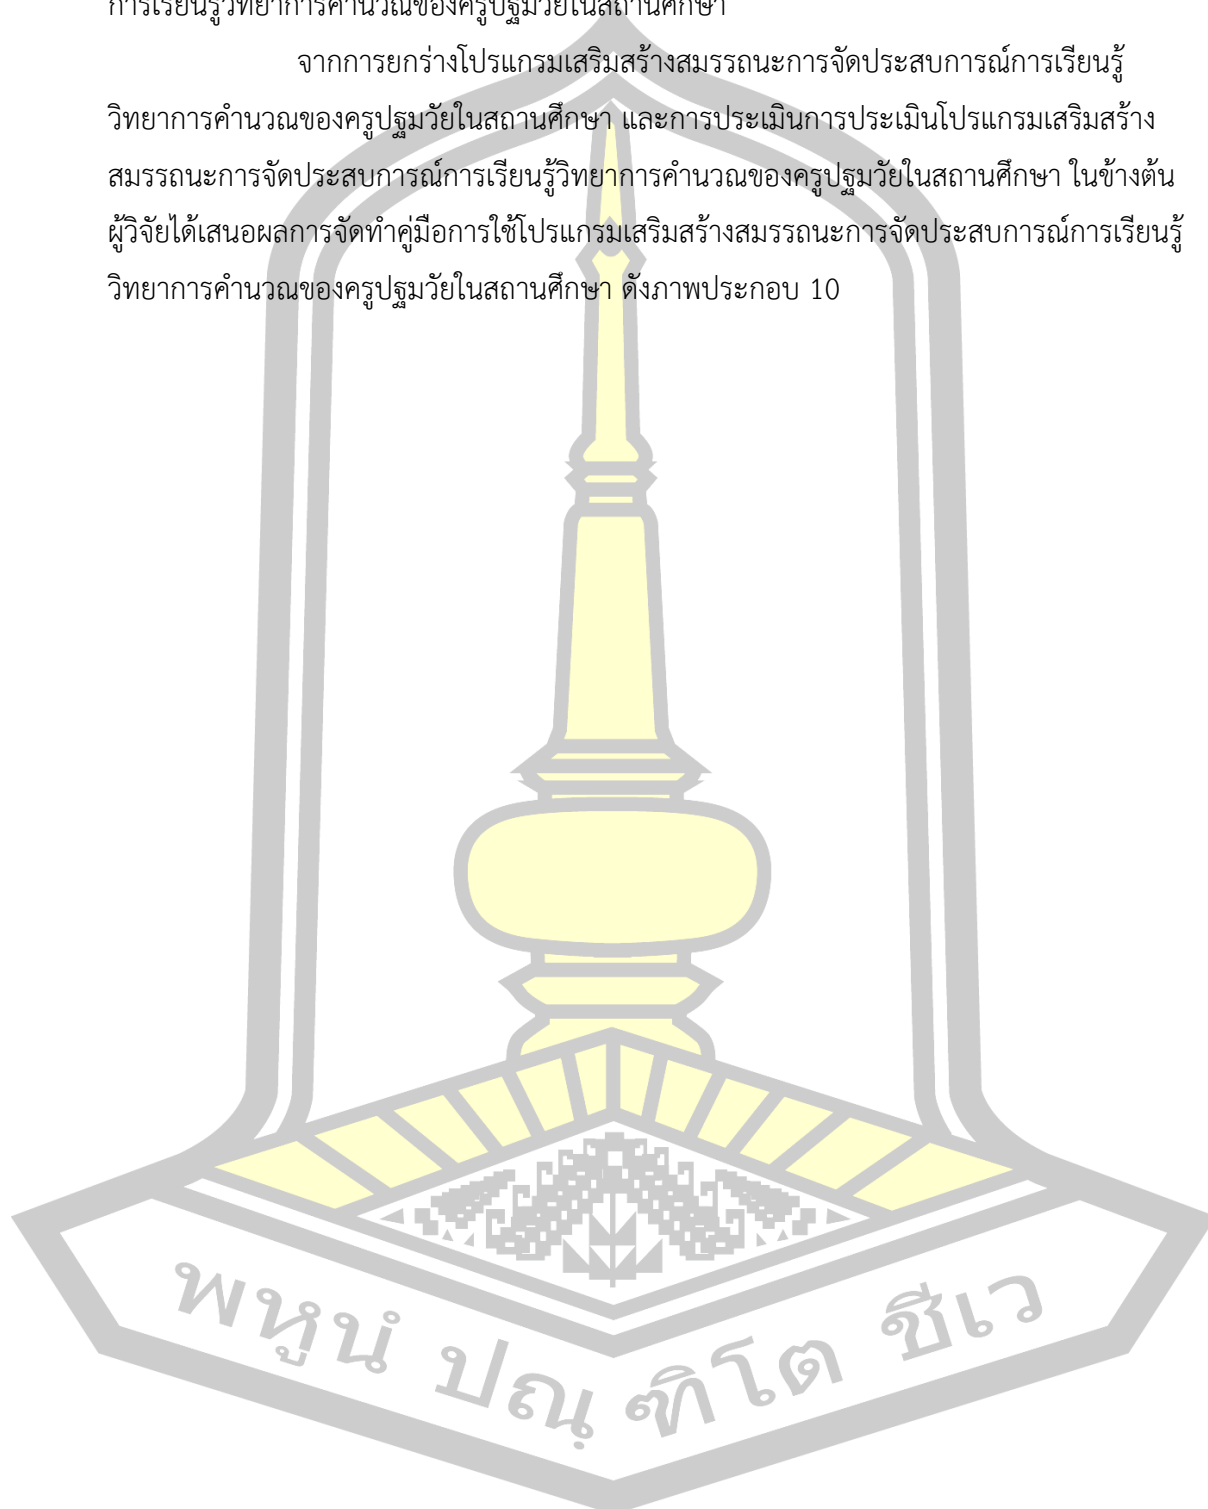 การเรียนรู้วิทยาการคำนวณของครูปฐมวัยในสถานศึกษา
จากการยกร่างโปรแกรมเสริมสร้างสมรรถนะการจัดประสบการณ์การเรียนรู้
วิทยาการคำนวณของครูปฐมวัยในสถานศึกษา และการประเมินการประเมินโปรแกรมเสริมสร้าง
สมรรถนะการจัดประสบการณ์การเรียนรู้วิทยาการคำนวณของครูปฐมวัยในสถานศึกษา ในข้างต้น
ผู้วิจัยได้เสนอผลการจัดทำคู่มือการใช้โปรแกรมเสริมสร้างสมรรถนะการจัดประสบการณ์การเรียนรู้
วิทยาการคำนวณของครูปฐมวัยในสถานศึกษา ดังภาพประกอบ 10
พหูนํ ปณฺฑิโต ชีเว